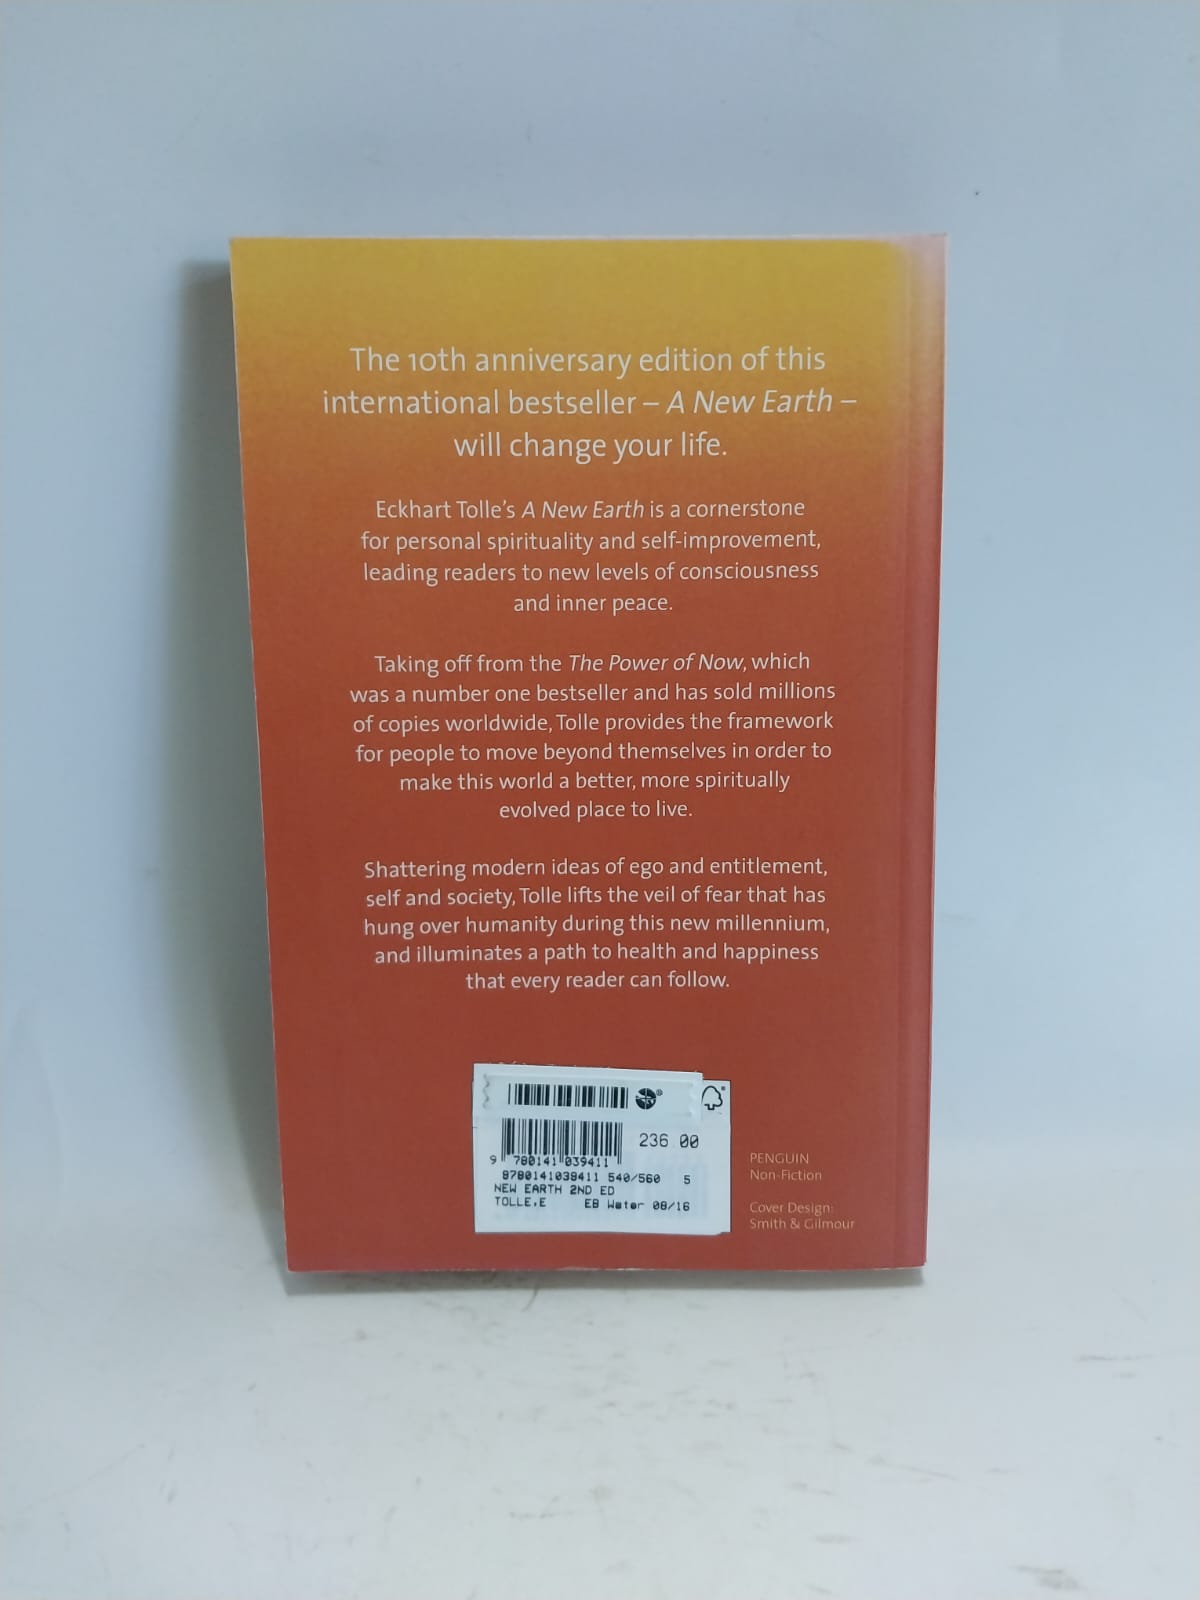 The 10th anniversary edition of this
international bestseller – A New Earth –
will change your life.
Eckhart Tolle's A New Earth is a cornerstone
for personal spirituality and self-improvement,
leading readers to new levels of consciousness
and inner peace.
Taking off from the The Power of Now, which
was a number one bestseller and has sold millions
of copies worldwide, Tolle provides the framework
for people to move beyond themselves in order to
make this world a better, more spiritually
evolved place to live.
Shattering modern ideas of ego and entitlement,
self and society, Tolle lifts the veil of fear that has
hung over humanity during this new millennium,
and illuminates a path to health and happiness
that every reader can follow.
236 00
9 780141 039411
9780141039411 540/560 5
NEW EARTH 2ND ED
TOLLE,E EB Water 08/16
PENGUIN
Non-Fiction
Cover Design:
Smith & Gilmour